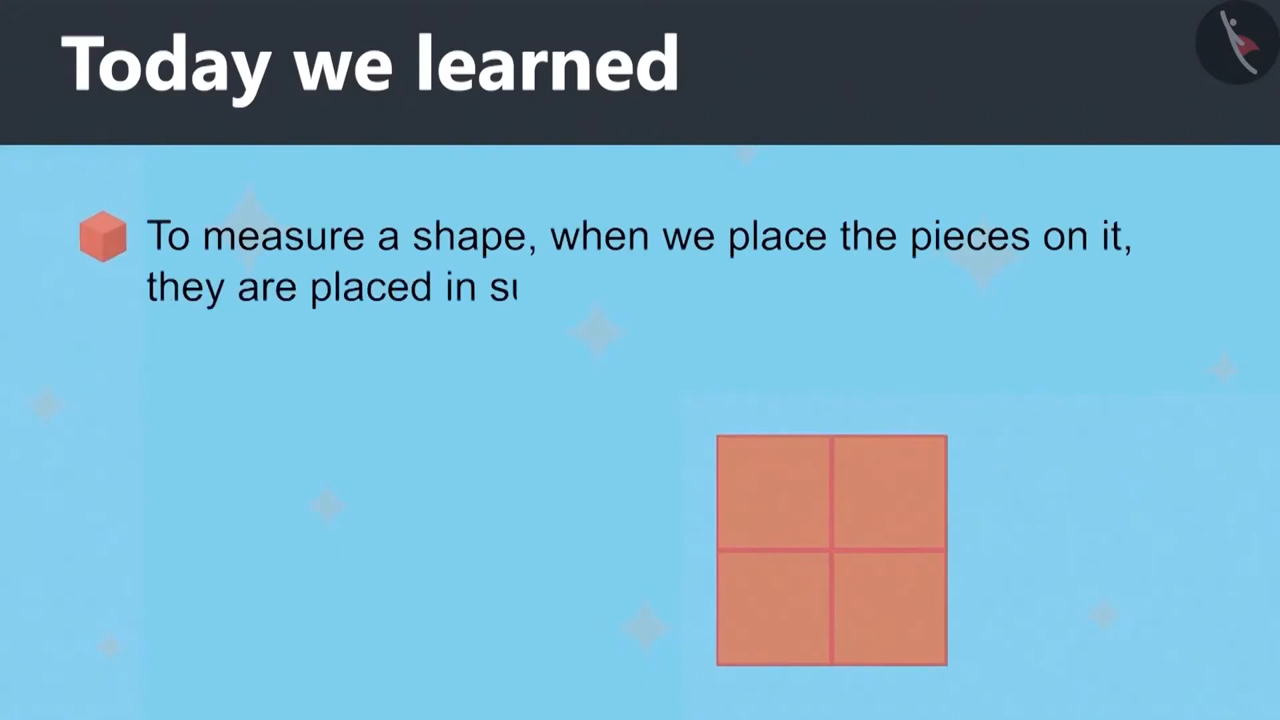 Today we learned
To measure a shape, when we place the pieces on it,
they are placed in